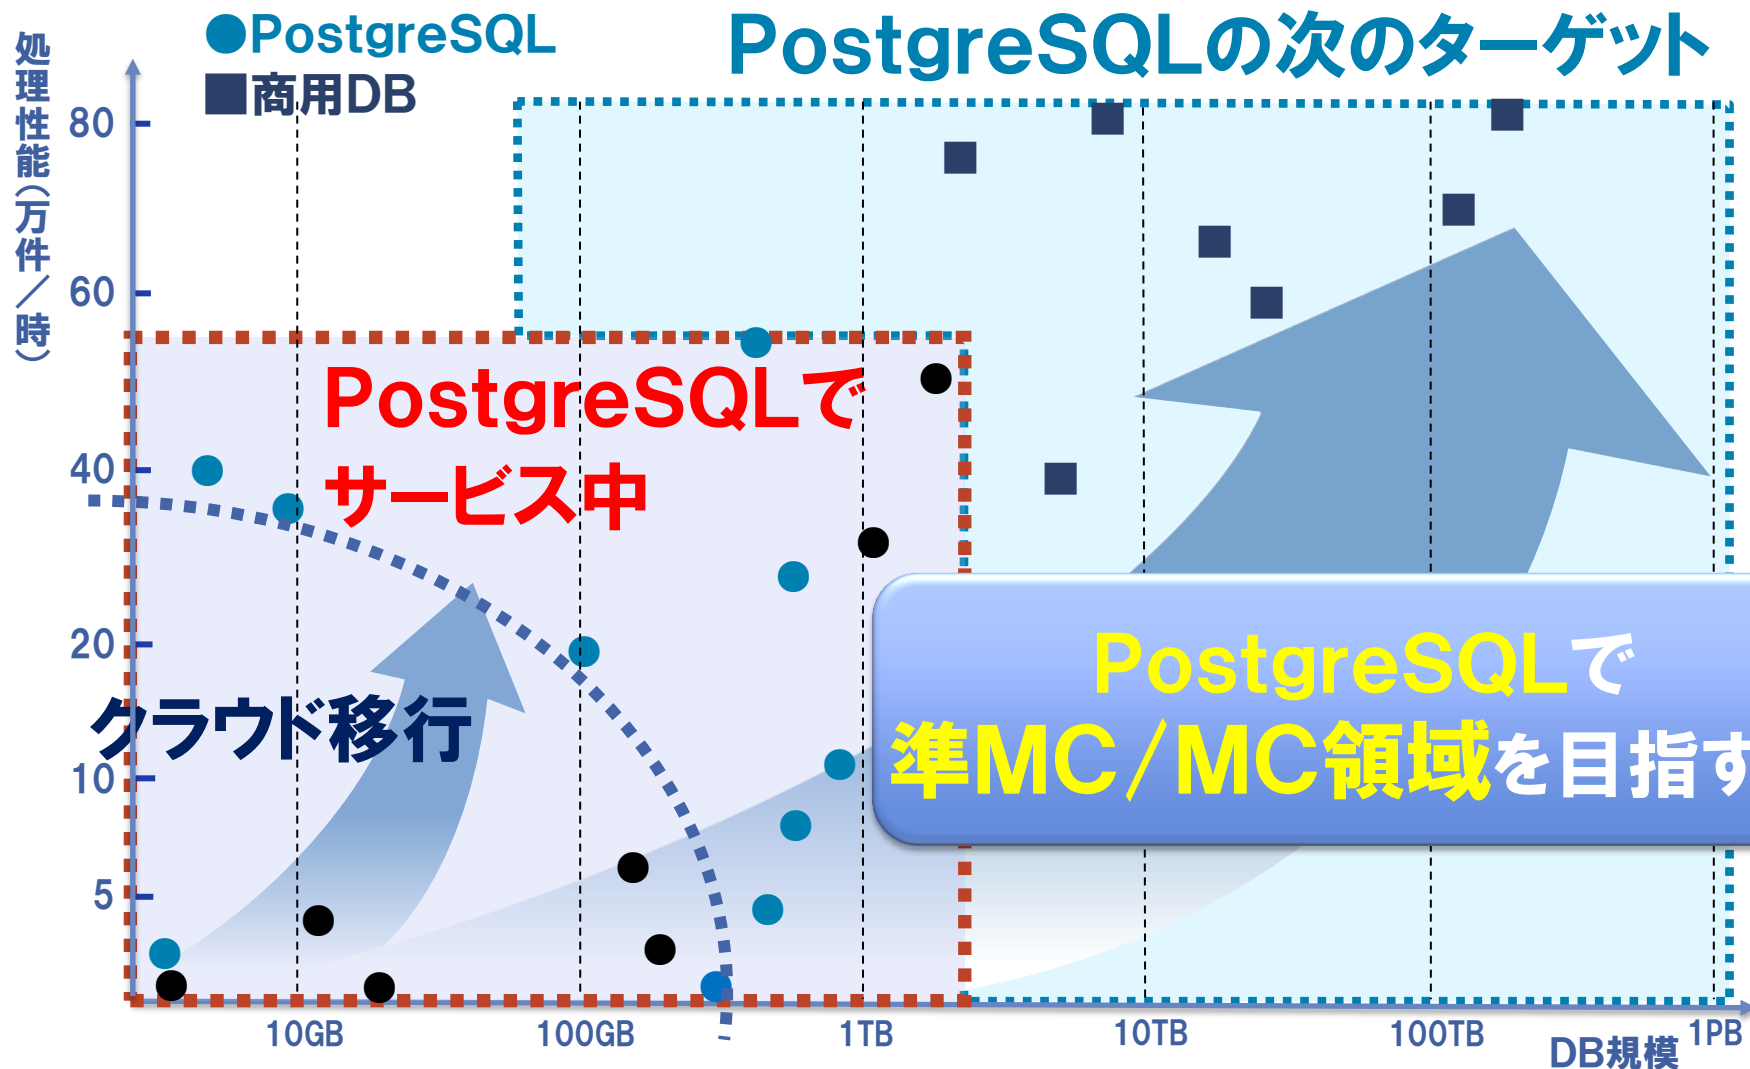 PostgreSQL
商用DB
PostgreSQLの次のターゲット
処理性能(万件/時)
80
60
40
20
10
5
PostgreSQLで
サービス中
クラウド移行
PostgreSQLで
準MC/MC領域を目指す
10GB
100GB
1TB
10TB
100TB
1PB
DB規模